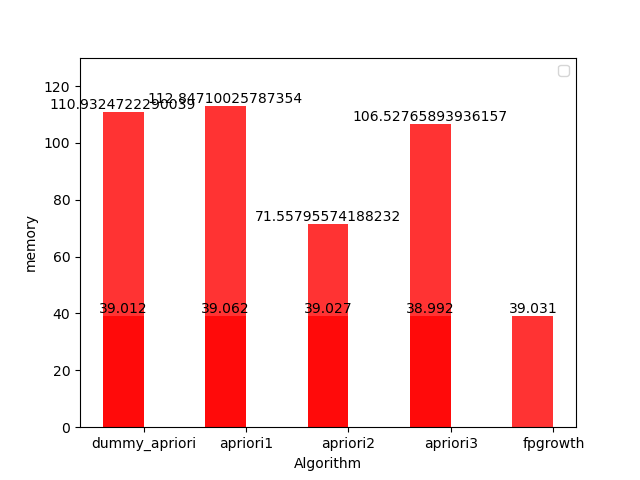 120
100
80
60
40
20
0
memory
110.9324722290039
112.84710025787354
71.55795574188232
106.52765893936157
39.012
39.062
39.027
38.992
39.031
dummy_apriori
apriori1
apriori2
apriori3
fpgrowth
Algorithm